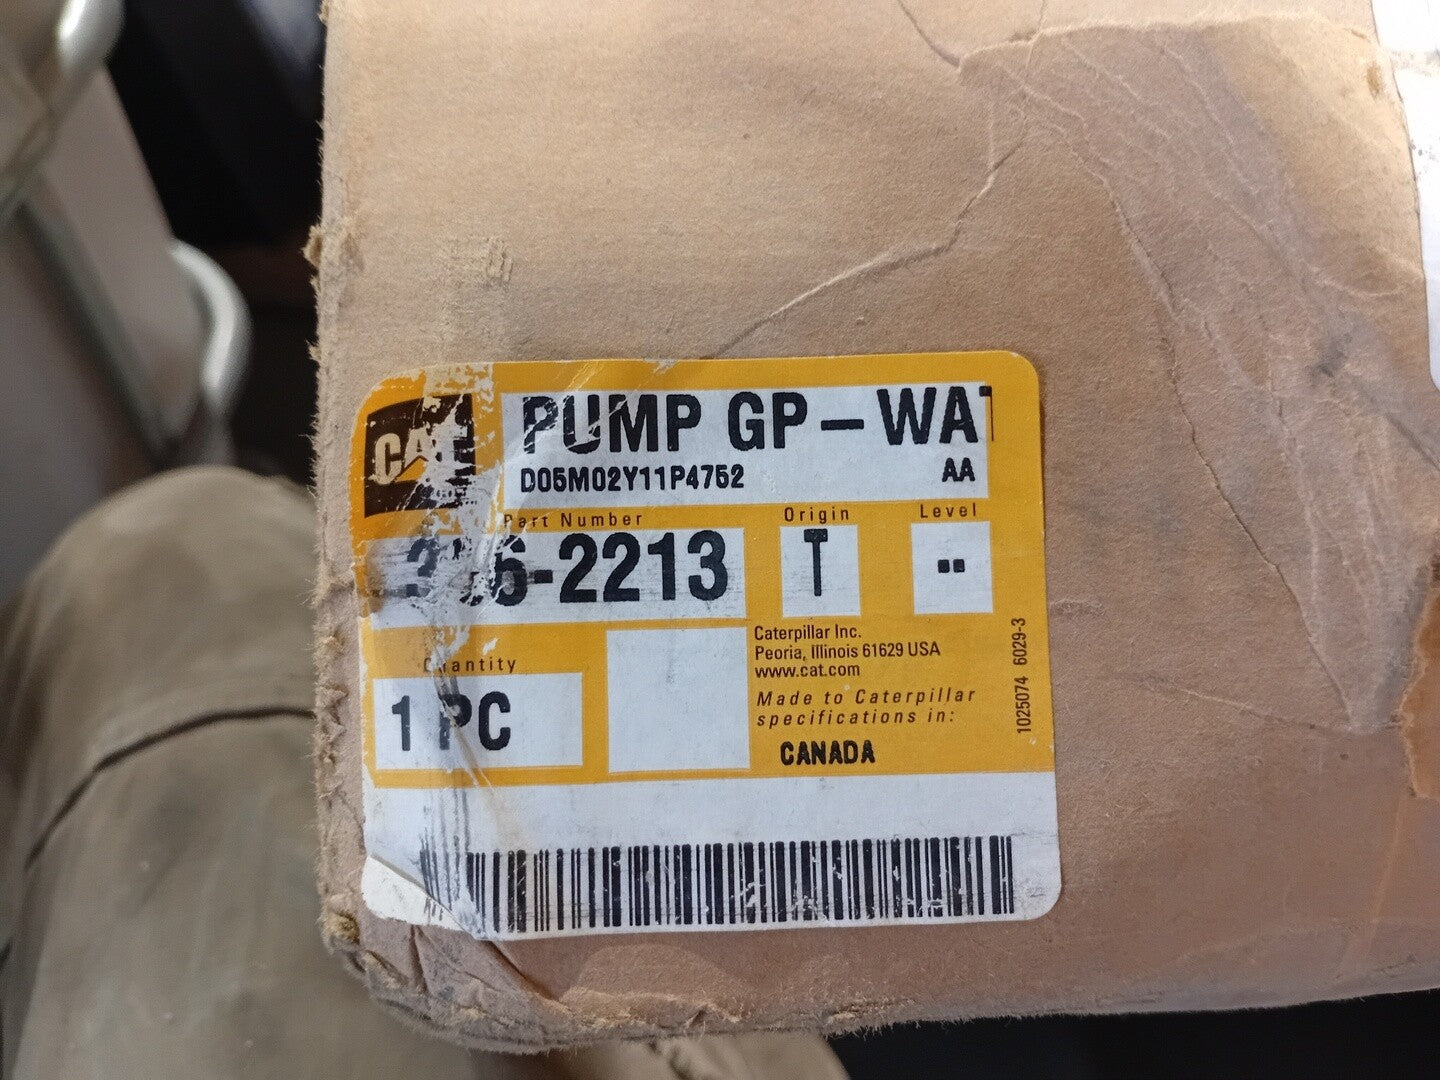 CAT
PUMP GP-WAT
D05M02Y11P4752 AA
Part Number Origin Level
T --
Quantity
1 PC
Caterpillar Inc.
Peoria, Illinois 61629 USA
www.cat.com
Made to Caterpillar
specifications in:
CANADA
1025074 6029-3